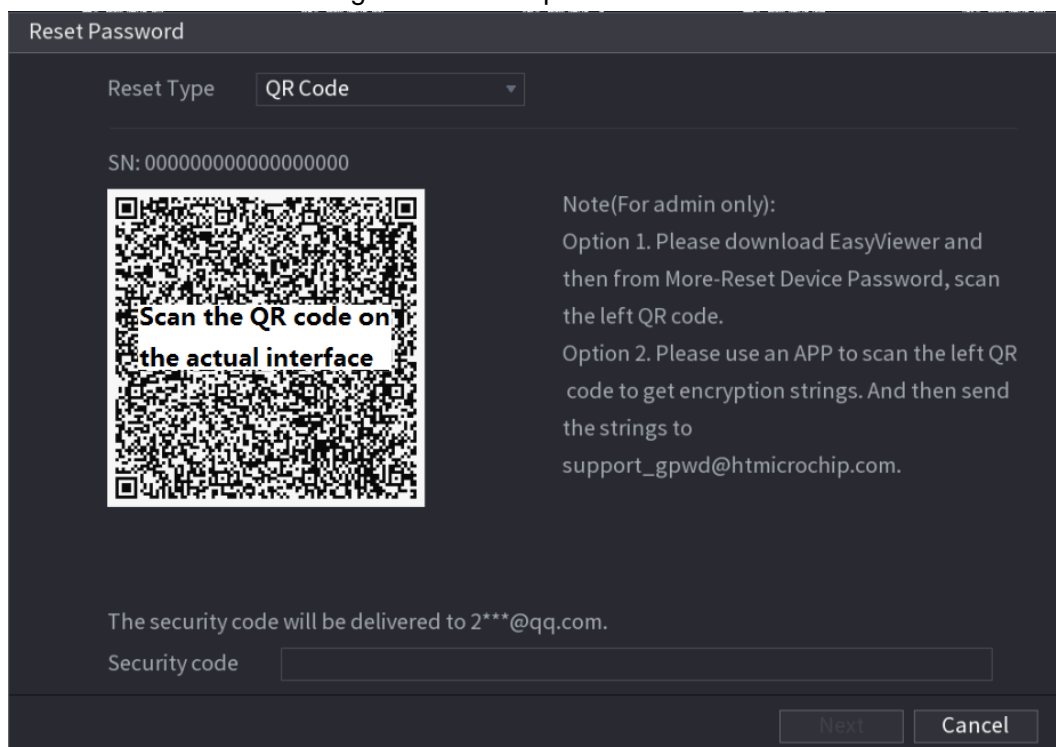 Reset Password
Reset Type QR Code
SN: 000000000000000000
Scan the QR code on
the actual interface
Note(For admin only):
Option 1. Please download EasyViewer and
then from More-Reset Device Password, scan
the left QR code.
Option 2. Please use an APP to scan the left QR
code to get encryption strings. And then send
the strings to
support_gpwd@htmicrochip.com.
The security code will be delivered to 2***@qq.com.
Security code
Next Cancel